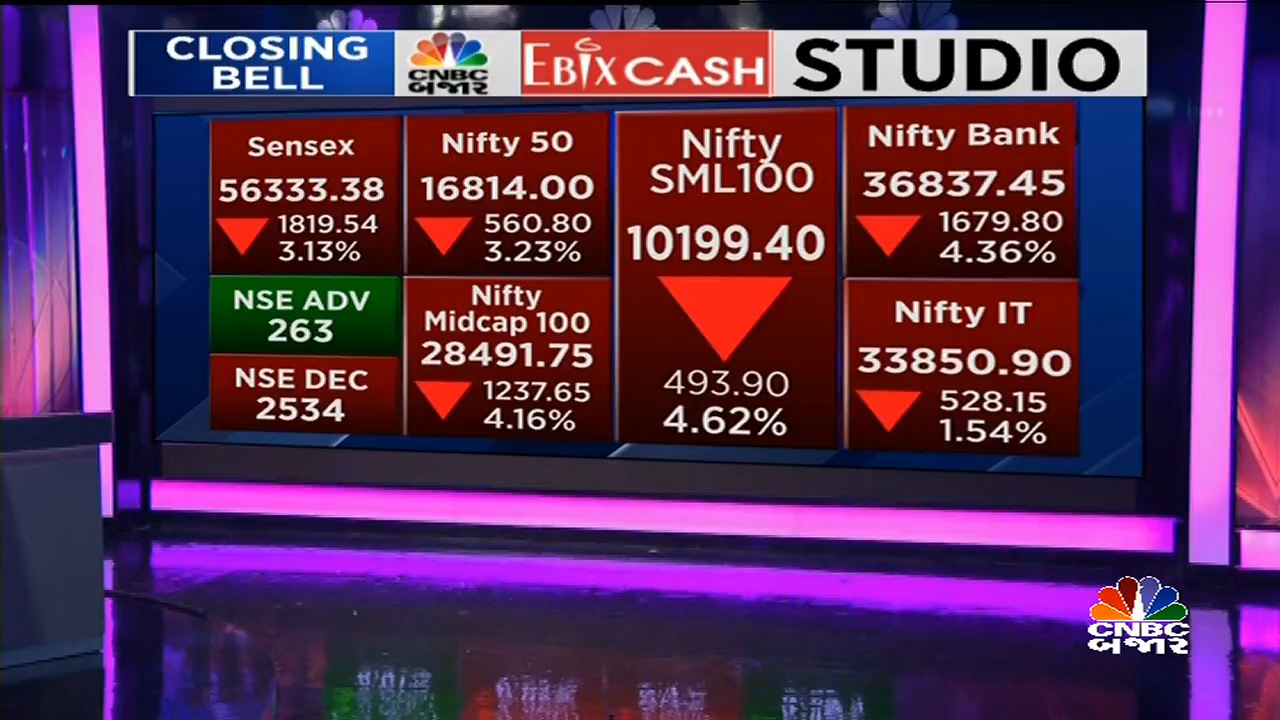 CLOSING
BELL
CNBC
બજાર
EBIXCASH
STUDIO
Sensex
56333.38
1819.54
3.13%
NSE ADV
263
NSE DEC
2534
Nifty 50
16814.00
560.80
3.23%
Nifty
Midcap 100
28491.75
1237.65
4.16%
Nifty
SML100
10199.40
493.90
4.62%
Nifty Bank
36837.45
1679.80
4.36%
Nifty IT
33850.90
528.15
1.54%
CNBC
બજાર